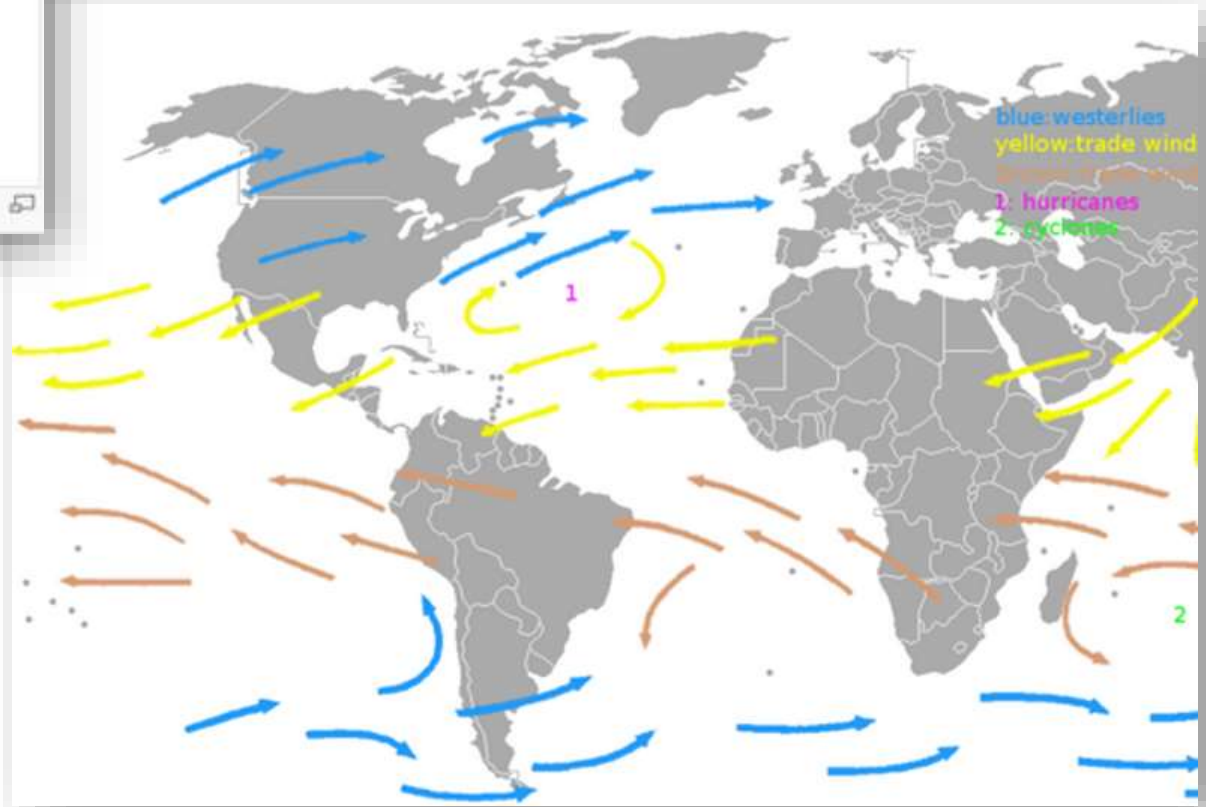 blue:westerlies
yellow:trade wind
1: hurricanes
2: cyclones
1
2